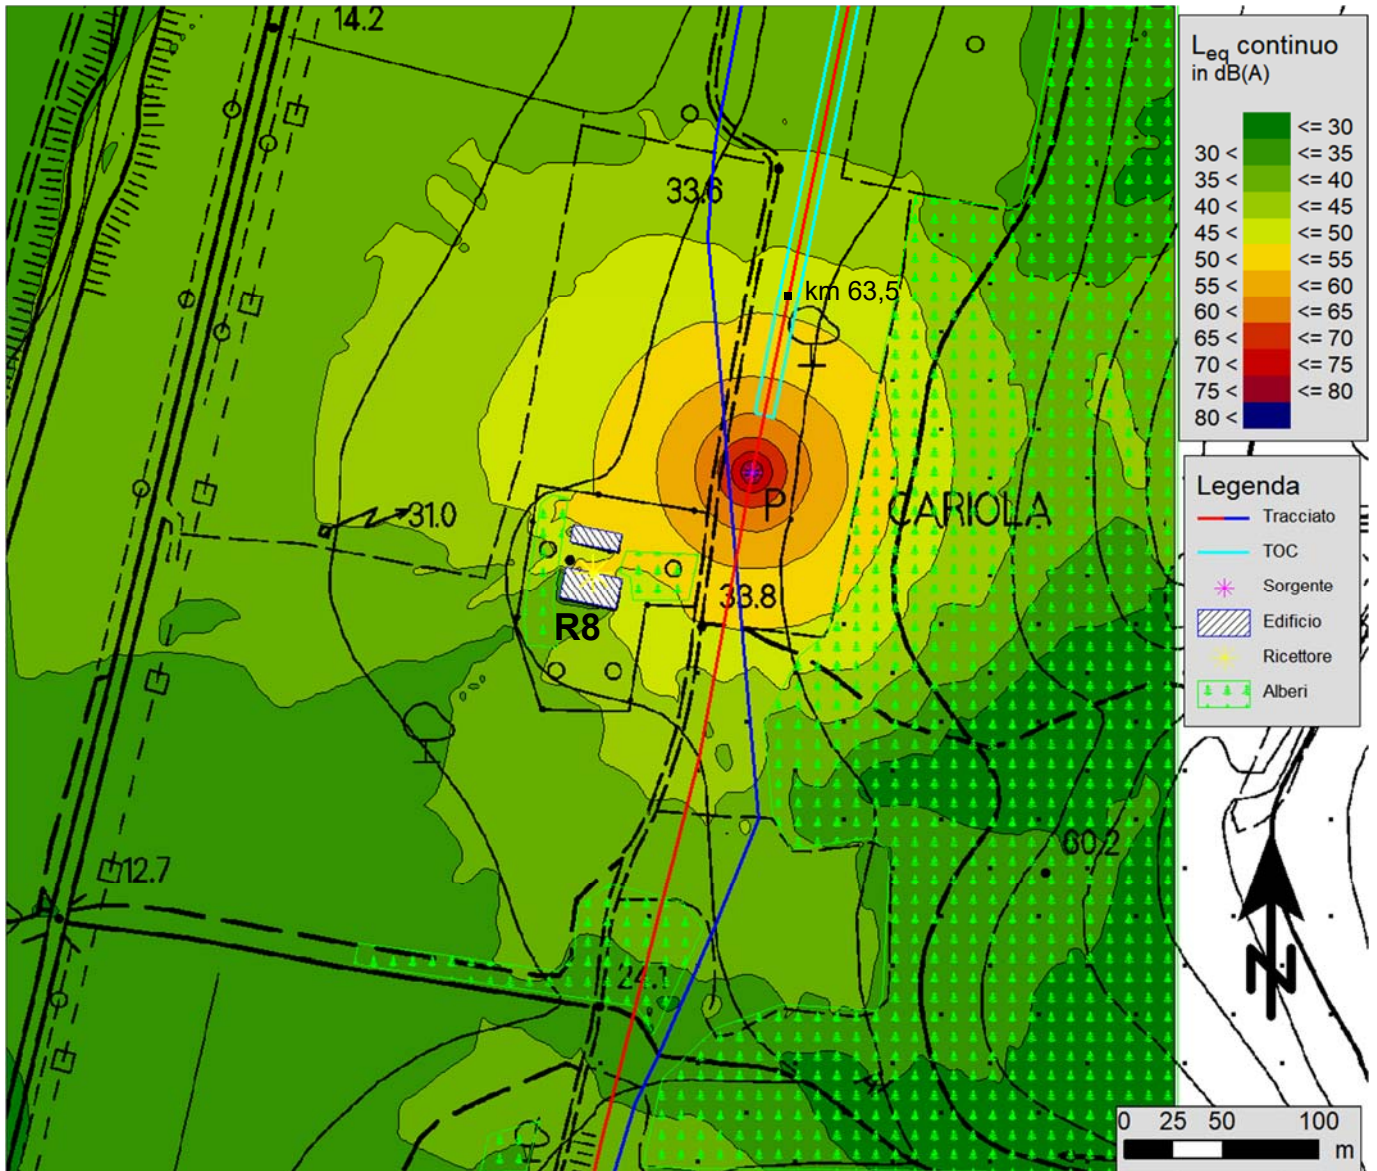 14.2
33.6
km 63,5
31.0
P
CARIOLA
33.8
R8
12.7
60.2
24.1
Leq continuo
in dB(A)
<= 30
30 < <= 35
35 < <= 40
40 < <= 45
45 < <= 50
50 < <= 55
55 < <= 60
60 < <= 65
65 < <= 70
70 < <= 75
75 < <= 80
80 <
Legenda
Tracciato
TOC
Sorgente
Edificio
Ricettore
Alberi
N
0 25 50 100
m